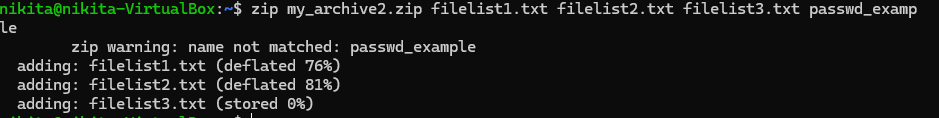 nikita@nikita-VirtualBox:~$ zip my_archive2.zip filelist1.txt filelist2.txt filelist3.txt passwd_examp
le
        zip warning: name not matched: passwd_example
  adding: filelist1.txt (deflated 76%)
  adding: filelist2.txt (deflated 81%)
  adding: filelist3.txt (stored 0%)